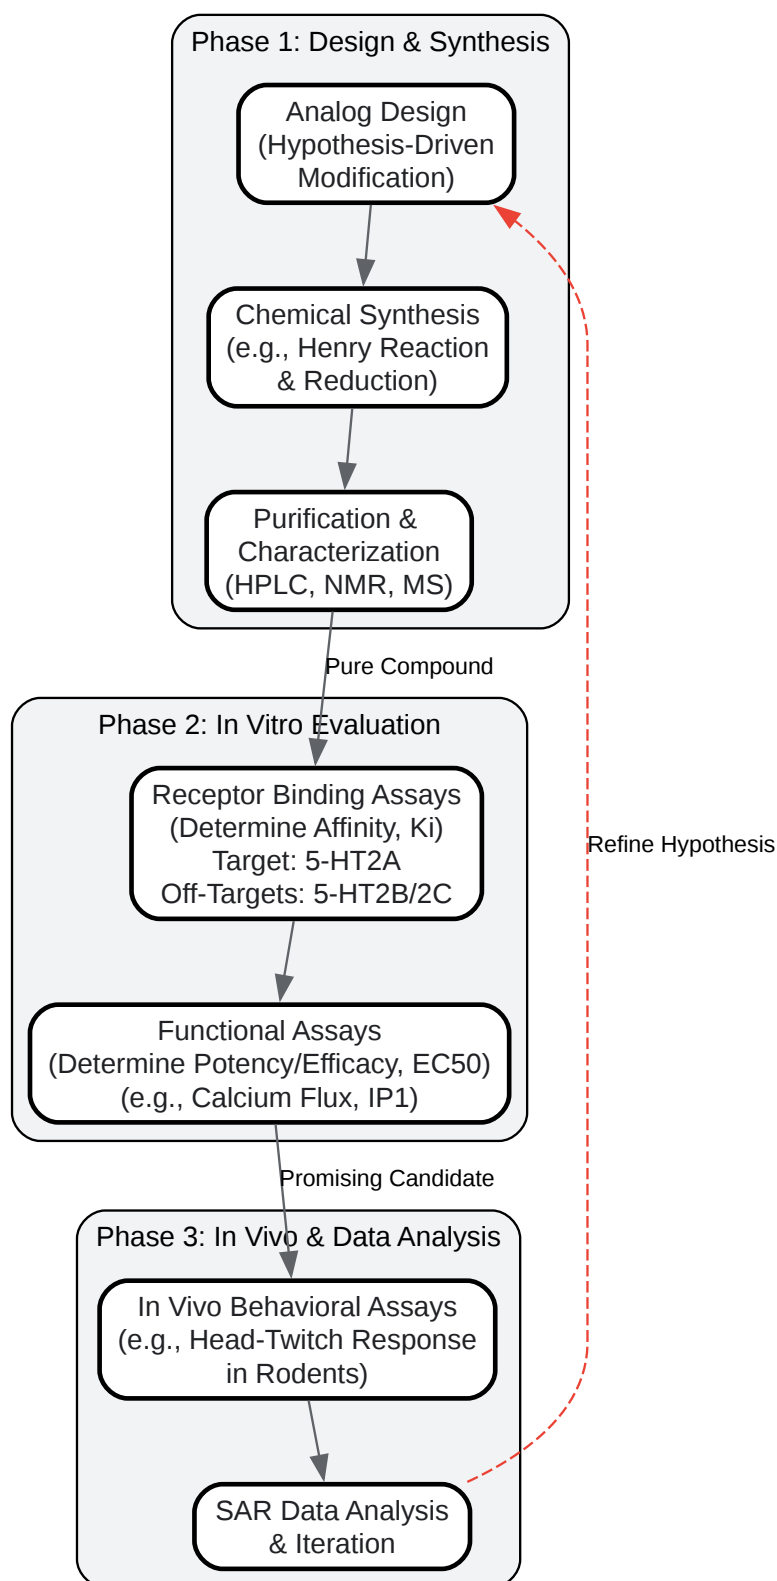 Phase 1: Design & Synthesis
Analog Design
(Hypothesis-Driven
Modification)
Chemical Synthesis
(e.g., Henry Reaction
& Reduction)
Purification &
Characterization
(HPLC, NMR, MS)
Pure Compound
Phase 2: In Vitro Evaluation
Receptor Binding Assays
(Determine Affinity, Ki)
Target: 5-HT2A
Off-Targets: 5-HT2B/2C
Refine Hypothesis
Functional Assays
(Determine Potency/Efficacy, EC50)
(e.g., Calcium Flux, IP1)
Promising Candidate
Phase 3: In Vivo & Data Analysis
In Vivo Behavioral Assays
(e.g., Head-Twitch Response
in Rodents)
SAR Data Analysis
& Iteration